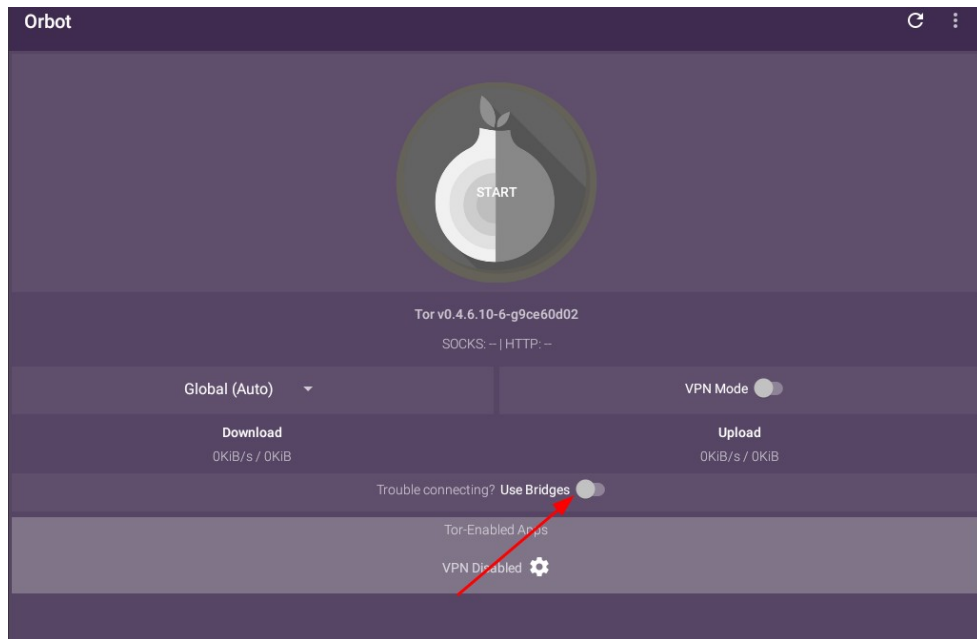 Orbot
START
Tor v0.4.6.10-6-g9ce60d02
SOCKS: -- | HTTP: --
Global (Auto)
VPN Mode
Download
0KiB/s / 0KiB
Upload
0KiB/s / 0KiB
Trouble connecting? Use Bridges
Tor-Enabled Apps
VPN Disabled